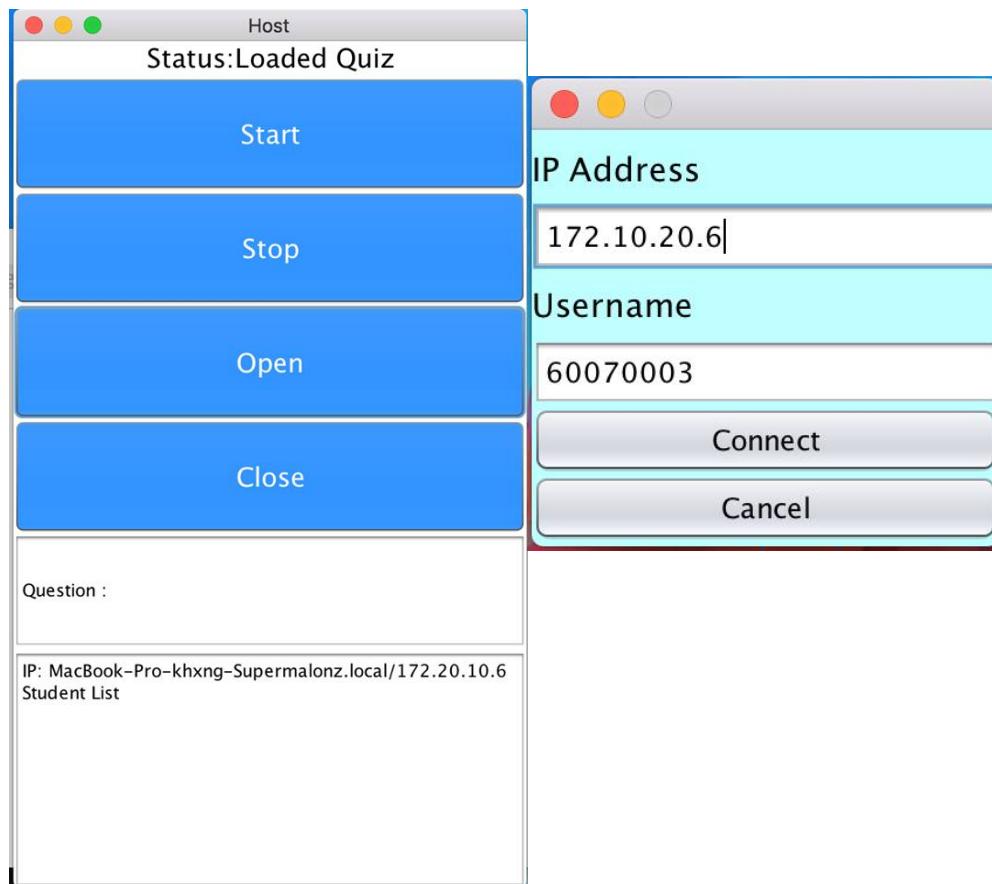 Host
Status:Loaded Quiz
Start
Stop
Open
Close
Question :
IP: MacBook-Pro-khxng-Supermalonz.local/172.20.10.6
Student List
IP Address
172.10.20.6
Username
60070003
Connect
Cancel